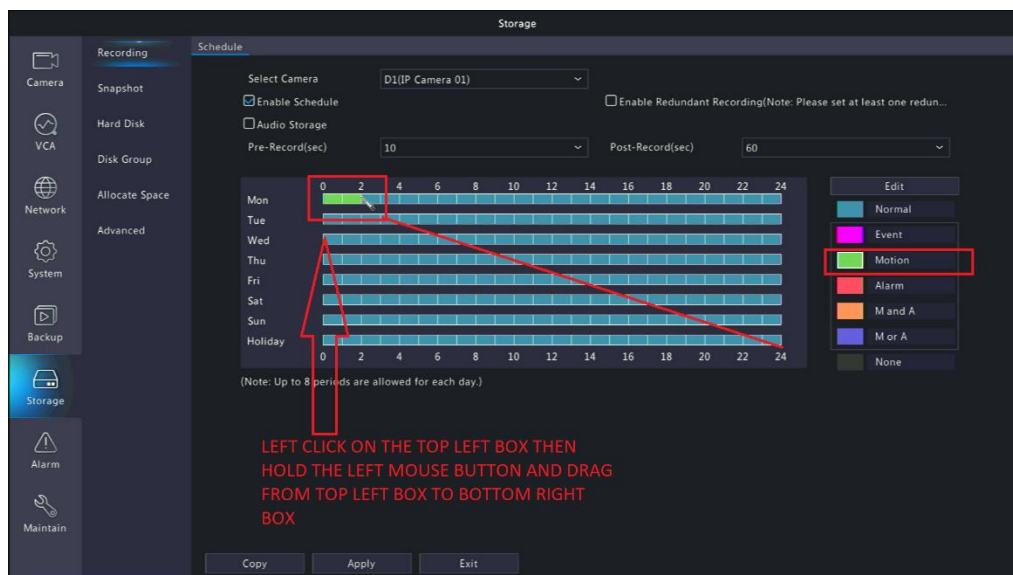 Storage
Camera
VCA
Network
System
Backup
Storage
Alarm
Maintain
Recording
Snapshot
Hard Disk
Disk Group
Allocate Space
Advanced
Schedule
Select Camera D1(IP Camera 01)
Enable Schedule Enable Redundant Recording(Note: Please set at least one redun...
Audio Storage
Pre-Record(sec) 10 Post-Record(sec) 60
0 2 4 6 8 10 12 14 16 18 20 22 24
Mon
Tue
Wed
Thu
Fri
Sat
Sun
Holiday
0 2 4 6 8 10 12 14 16 18 20 22 24
Edit
Normal
Event
Motion
Alarm
M and A
M or A
None
(Note: Up to 8 periods are allowed for each day.)
LEFT CLICK ON THE TOP LEFT BOX THEN
HOLD THE LEFT MOUSE BUTTON AND DRAG
FROM TOP LEFT BOX TO BOTTOM RIGHT
BOX
Copy Apply Exit